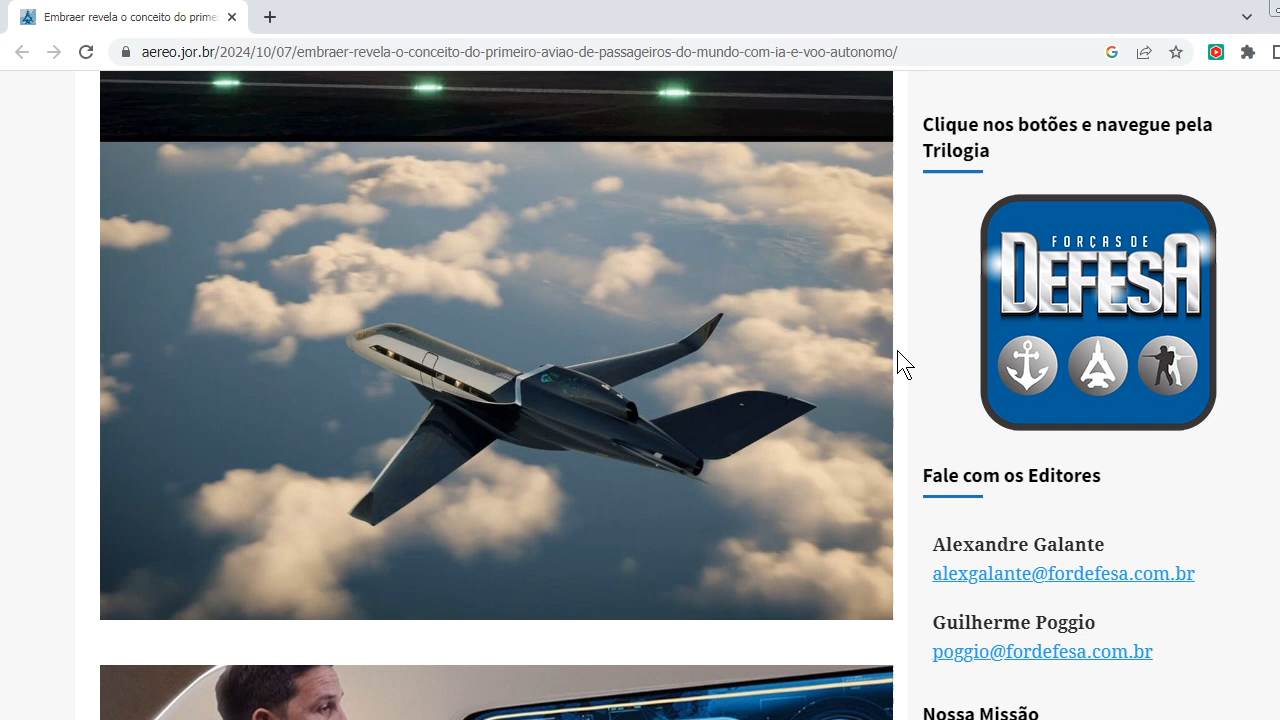 Embraer revela o conceito do prime
aereo.jor.br/2024/10/07/embraer-revela-o-conceito-do-primeiro-aviao-de-passageiros-do-mundo-com-ia-e-voo-autonomo/
Clique nos botões e navegue pela
Trilogia
FORÇAS DE
DEFESA
Fale com os Editores
Alexandre Galante
alexgalante@fordefesa.com.br
Guilherme Poggio
poggio@fordefesa.com.br
Nossa Missão